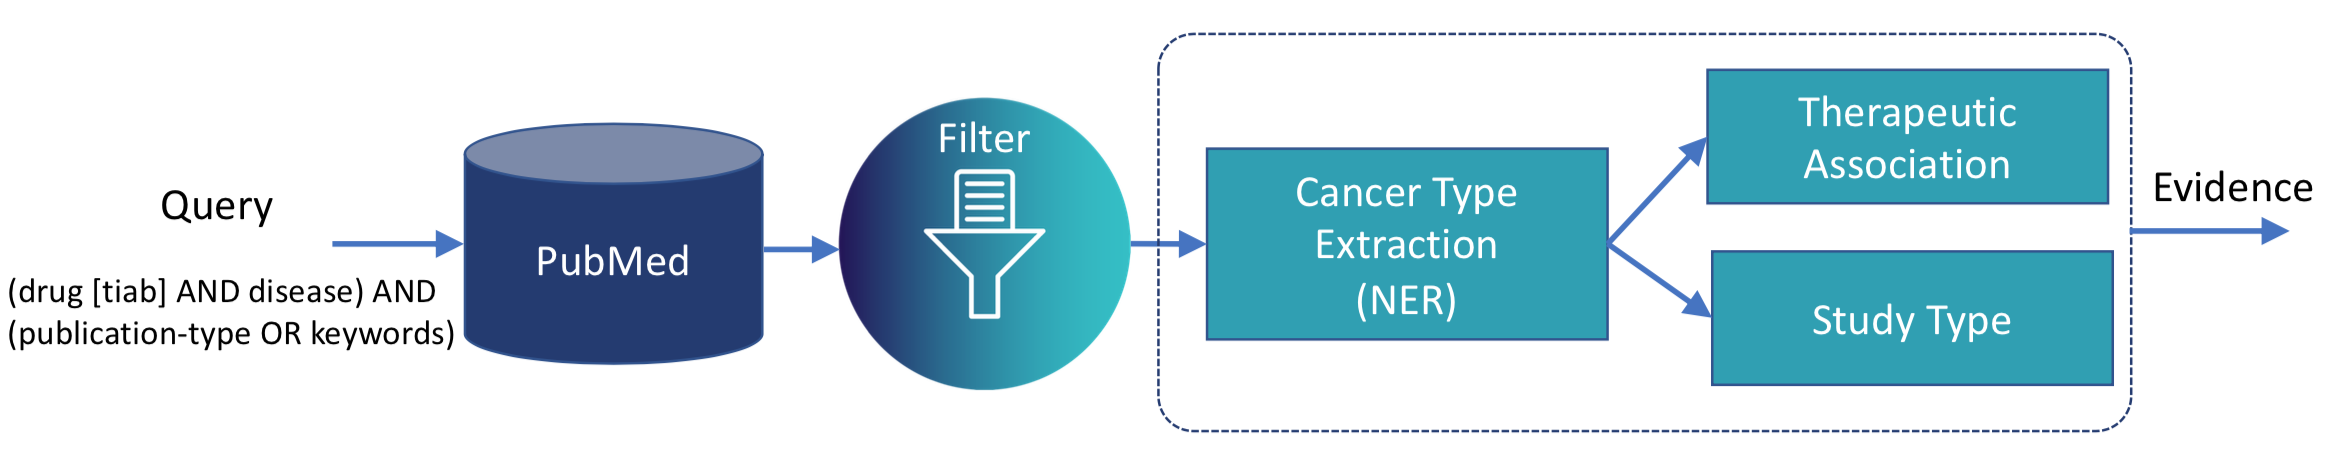 Query
(drug [tiab] AND disease) AND
(publication-type OR keywords)
PubMed
Filter
Cancer Type
Extraction
(NER)
Therapeutic
Association
Study Type
Evidence